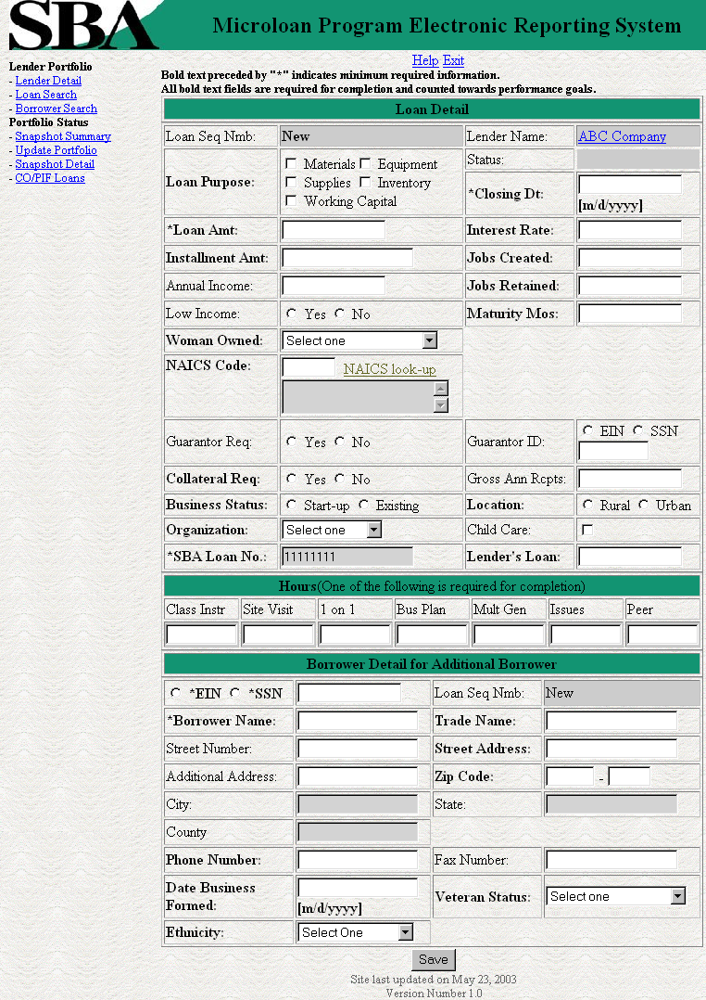 SBA
Microloan Program Electronic Reporting System
Help Exit
Bold text preceded by "*" indicates minimum required information.
All bold text fields are required for completion and counted towards performance goals.
Lender Portfolio
- Lender Detail
- Loan Search
- Borrower Search
Portfolio Status
- Snapshot Summary
- Update Portfolio
- Snapshot Detail
- CO/PIF Loans
Loan Detail
Loan Seq Nmb: New Lender Name: ABC Company
Loan Purpose:
Materials Equipment
Supplies Inventory
Working Capital
Status:
*Closing Dt:
[m/d/yyyy]
*Loan Amt: Interest Rate:
Installment Amt: Jobs Created:
Annual Income: Jobs Retained:
Low Income: Yes No Maturity Mos:
Woman Owned: Select one
NAICS Code: NAICS look-up
Guarantor Req: Yes No Guarantor ID: EIN SSN
Collateral Req: Yes No Gross Ann Rcpts:
Business Status: Start-up Existing Location: Rural Urban
Organization: Select one Child Care:
*SBA Loan No.: 11111111 Lender's Loan:
Hours(One of the following is required for completion)
Class Instr Site Visit 1 on 1 Bus Plan Mult Gen Issues Peer
Borrower Detail for Additional Borrower
*EIN *SSN Loan Seq Nmb: New
*Borrower Name: Trade Name:
Street Number: Street Address:
Additional Address: Zip Code: -
City: State:
County
Phone Number: Fax Number:
Date Business
Formed:
[m/d/yyyy]
Veteran Status: Select one
Ethnicity: Select One
Save
Site last updated on May 23, 2003
Version Number 1.0